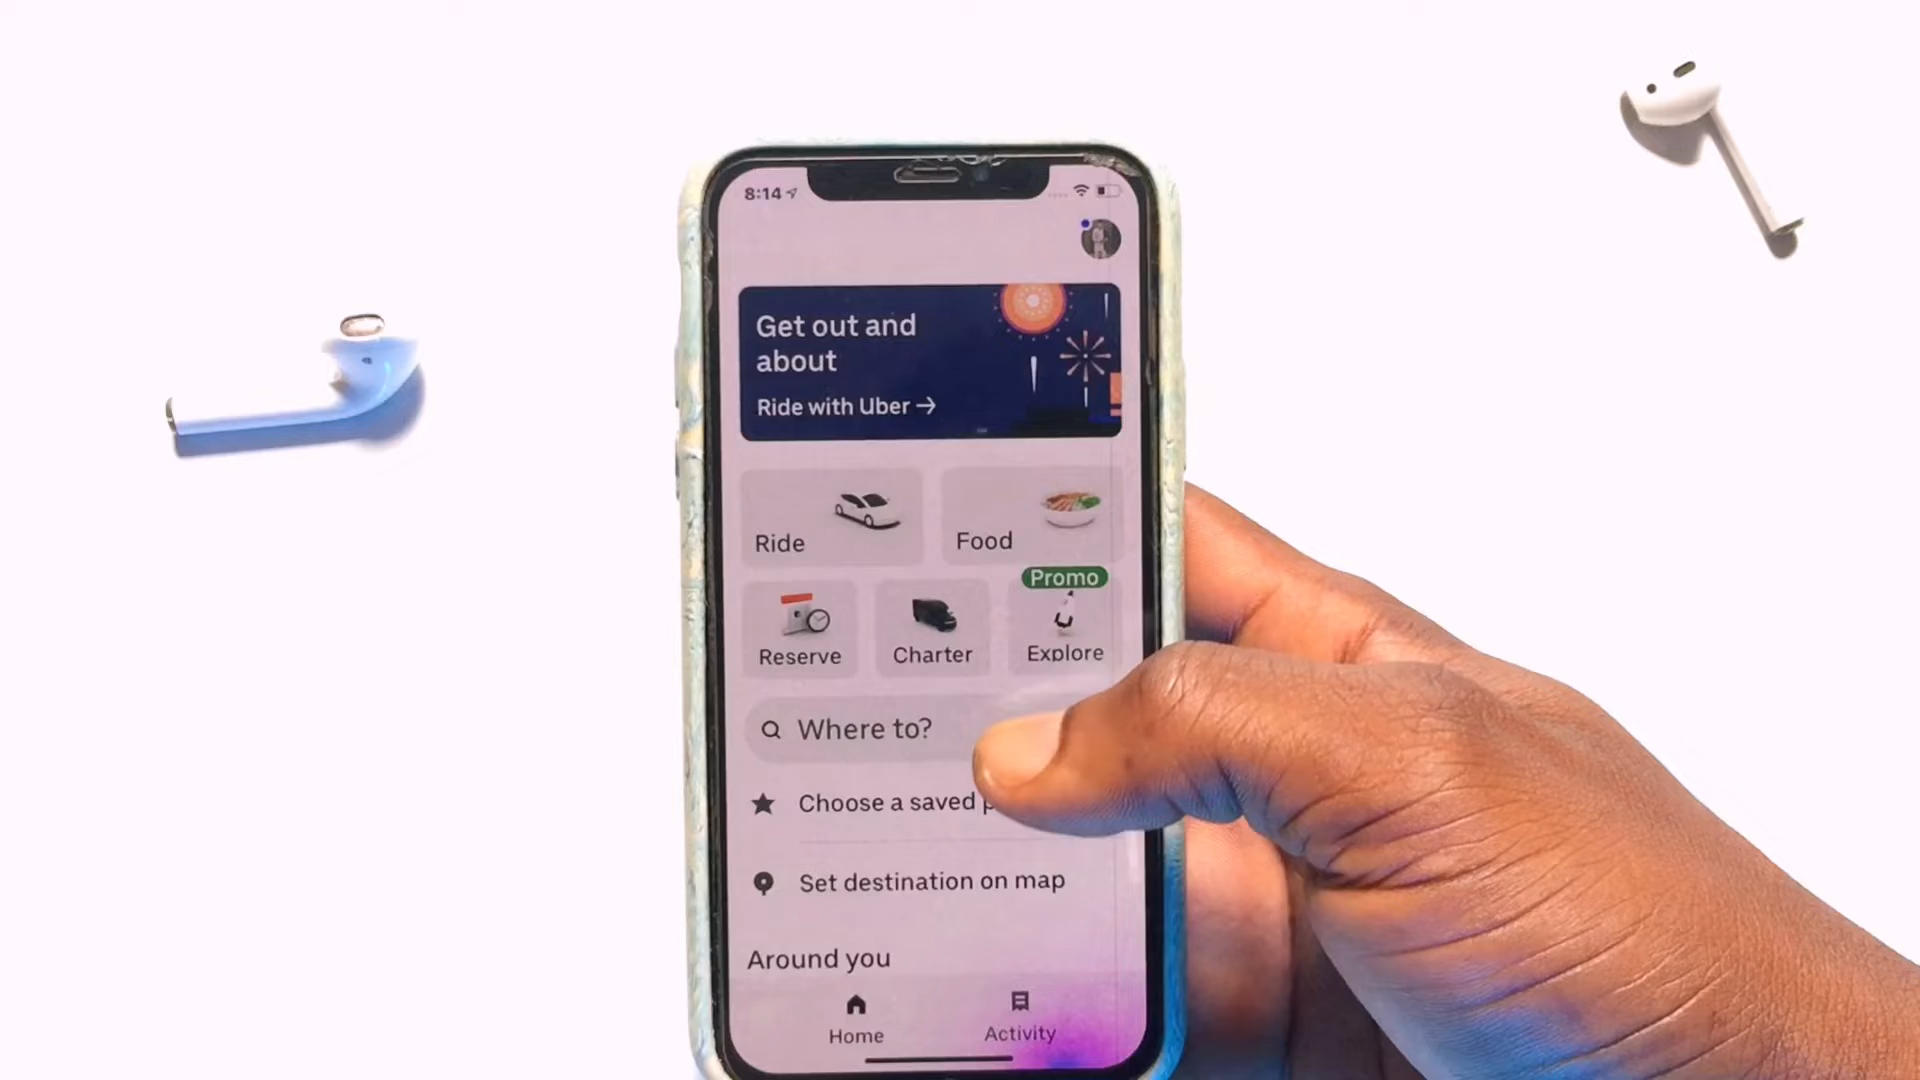 8:14
Get out and
about
Ride with Uber →
Ride
Food
Promo
Reserve
Charter
Explore
Where to?
Choose a saved
Set destination on map
Around you
Home
Activity